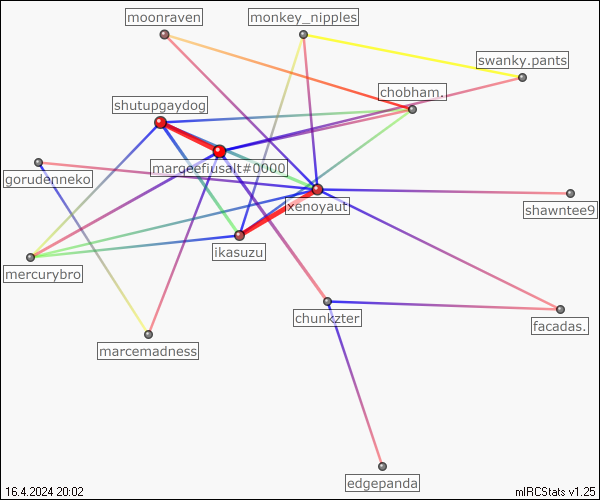 moonraven
monkey_nipples
swanky.pants
chobham.
shutupgaydog
margeefiusalt#0000
gorudenneko
xenoyaut
shawntee9
ikasuzu
mercurybro
chunkzter
facadas.
marcemadness
edgepanda
16.4.2024 20:02
mIRCStats v1.25